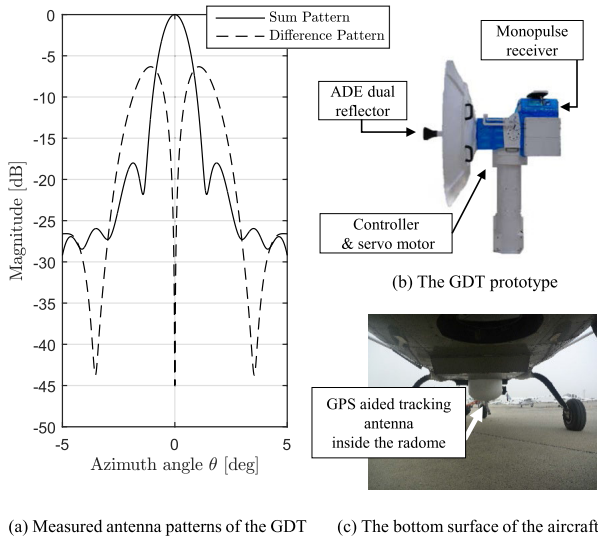 Sum Pattern
Difference Pattern
0
-5
-10
-15
-20
-25
-30
-35
-40
-45
-50
Magnitude [dB]
-5
0
5
Azimuth angle θ [deg]
(a) Measured antenna patterns of the GDT
Monopulse
receiver
ADE dual
reflector
Controller
& servo motor
(b) The GDT prototype
GPS aided tracking
antenna
inside the radome
(c) The bottom surface of the aircraft